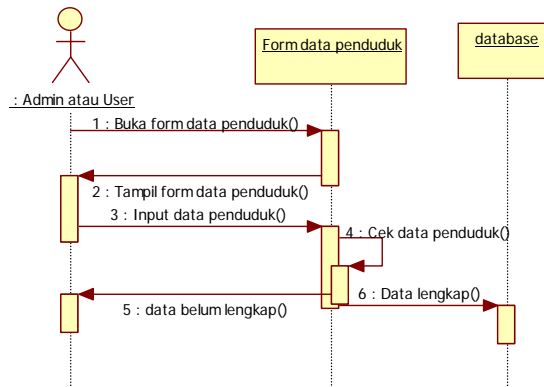 Form data penduduk
database
: Admin atau User
1 : Buka form data penduduk()
2 : Tampil form data penduduk()
3 : Input data penduduk()
4 : Cek data penduduk()
6 : Data lengkap()
5 : data belum lengkap()